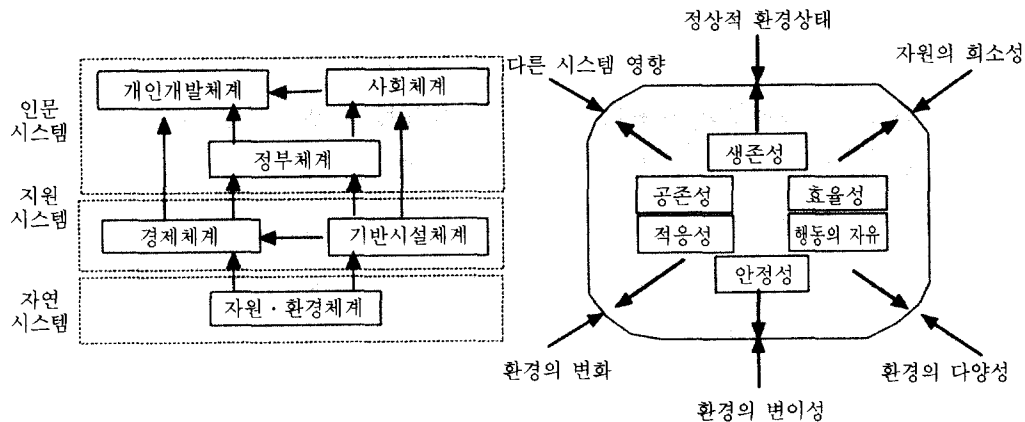 인문
시스템
개인개발체계
사회체계
정부체계
지원
시스템
경제체계
기반시설체계
자연
시스템
자원 · 환경체계
정상적 환경상태
다른 시스템 영향
자원의 희소성
생존성
공존성
효율성
적응성
행동의 자유
안정성
환경의 변화
환경의 다양성
환경의 변이성